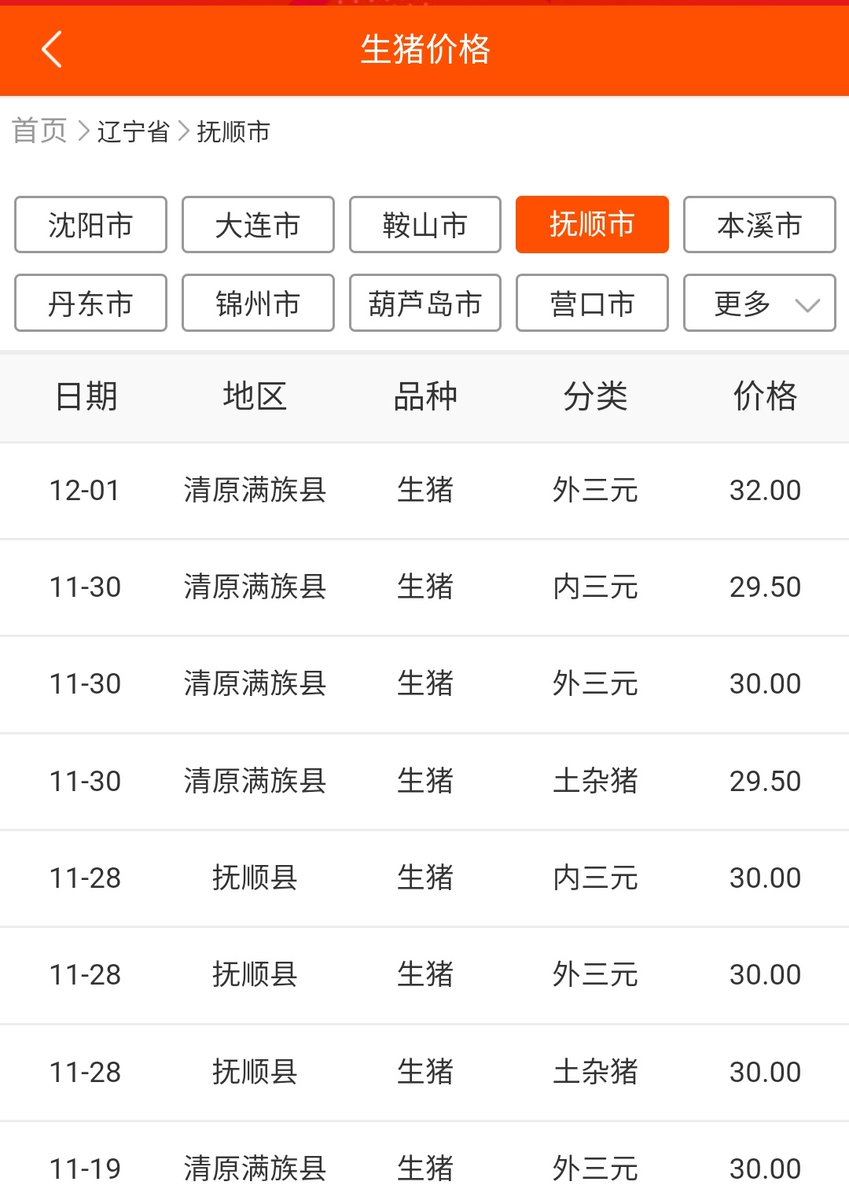 生猪价格
首页 > 辽宁省 > 抚顺市
沈阳市 大连市 鞍山市 抚顺市 本溪市
丹东市 锦州市 葫芦岛市 营口市 更多
日期 地区 品种 分类 价格
12-01 清原满族县 生猪 外三元 32.00
11-30 清原满族县 生猪 内三元 29.50
11-30 清原满族县 生猪 外三元 30.00
11-30 清原满族县 生猪 土杂猪 29.50
11-28 抚顺县 生猪 内三元 30.00
11-28 抚顺县 生猪 外三元 30.00
11-28 抚顺县 生猪 土杂猪 30.00
11-19 清原满族县 生猪 外三元 30.00